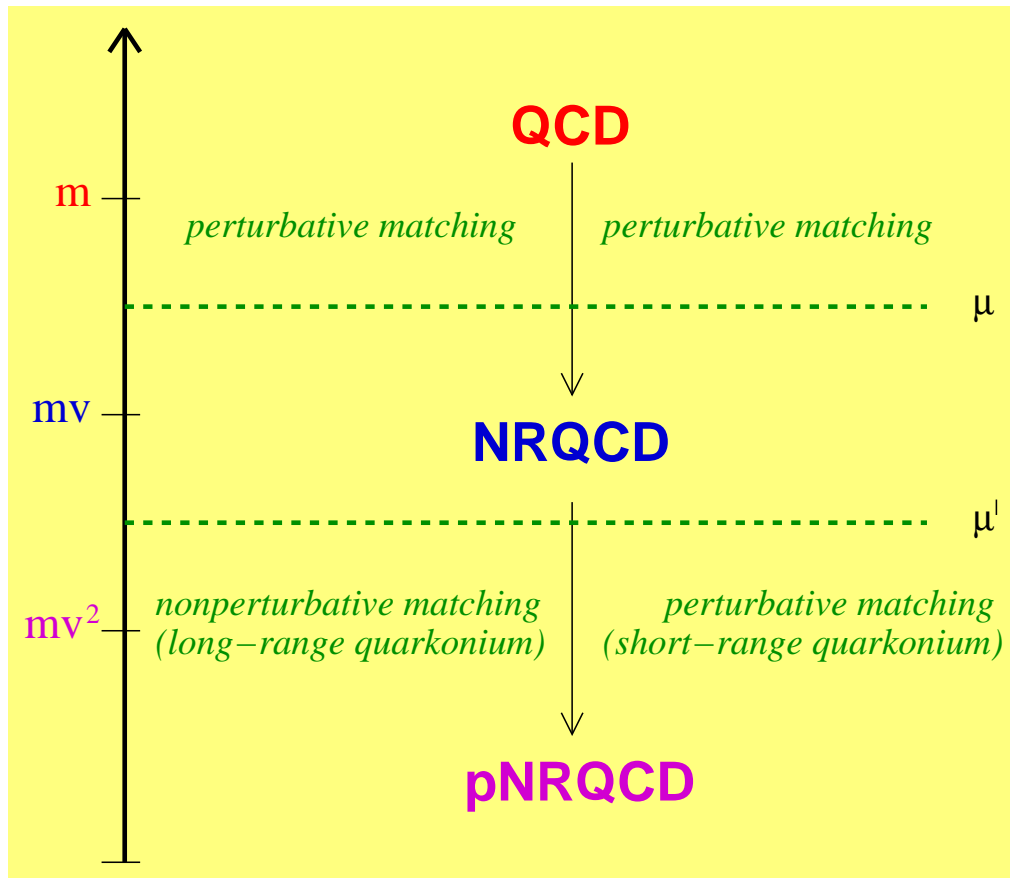 QCD
m
perturbative matching perturbative matching
μ
mv
NRQCD
μ'
nonperturbative matching perturbative matching
mv²
(long−range quarkonium) (short−range quarkonium)
pNRQCD